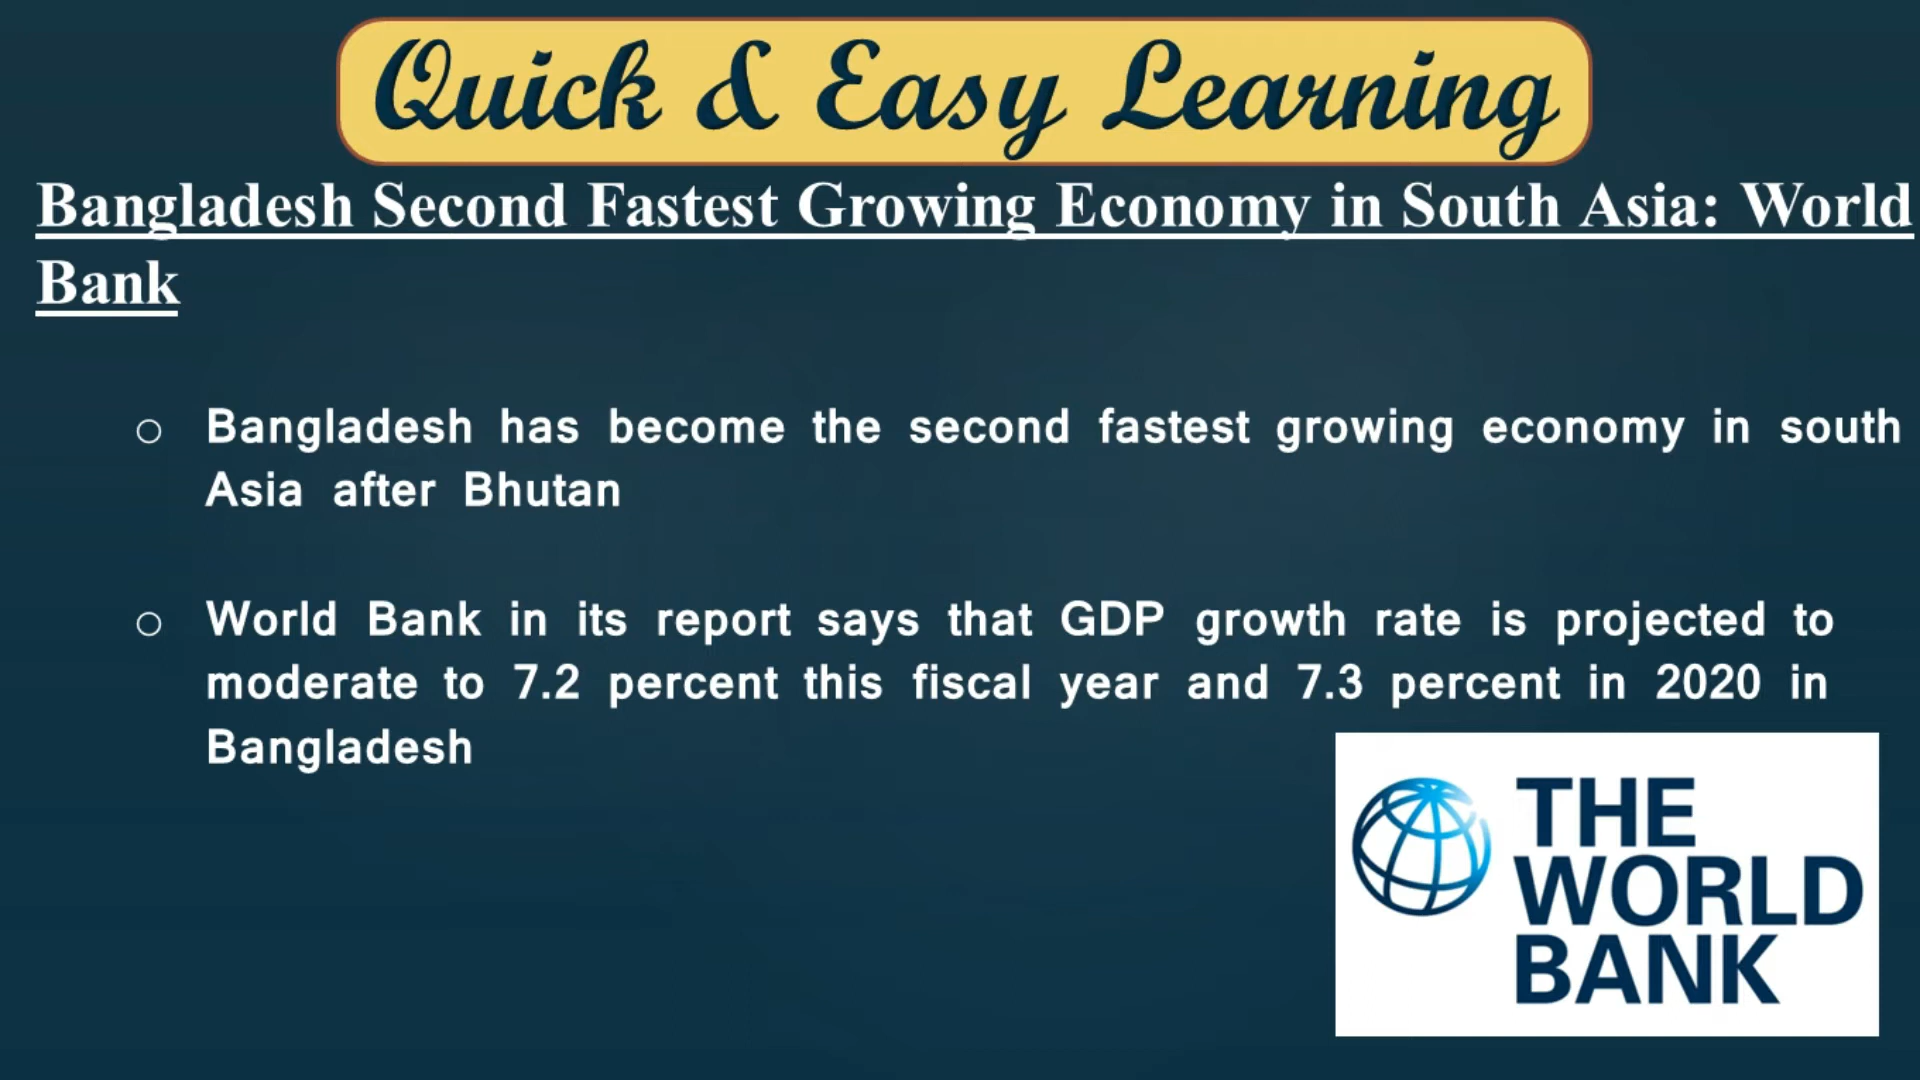 Quick & Easy Learning
Bangladesh Second Fastest Growing Economy in South Asia: World
Bank
○ Bangladesh has become the second fastest growing economy in south
Asia after Bhutan
○ World Bank in its report says that GDP growth rate is projected to
moderate to 7.2 percent this fiscal year and 7.3 percent in 2020 in
Bangladesh
THE
WORLD
BANK